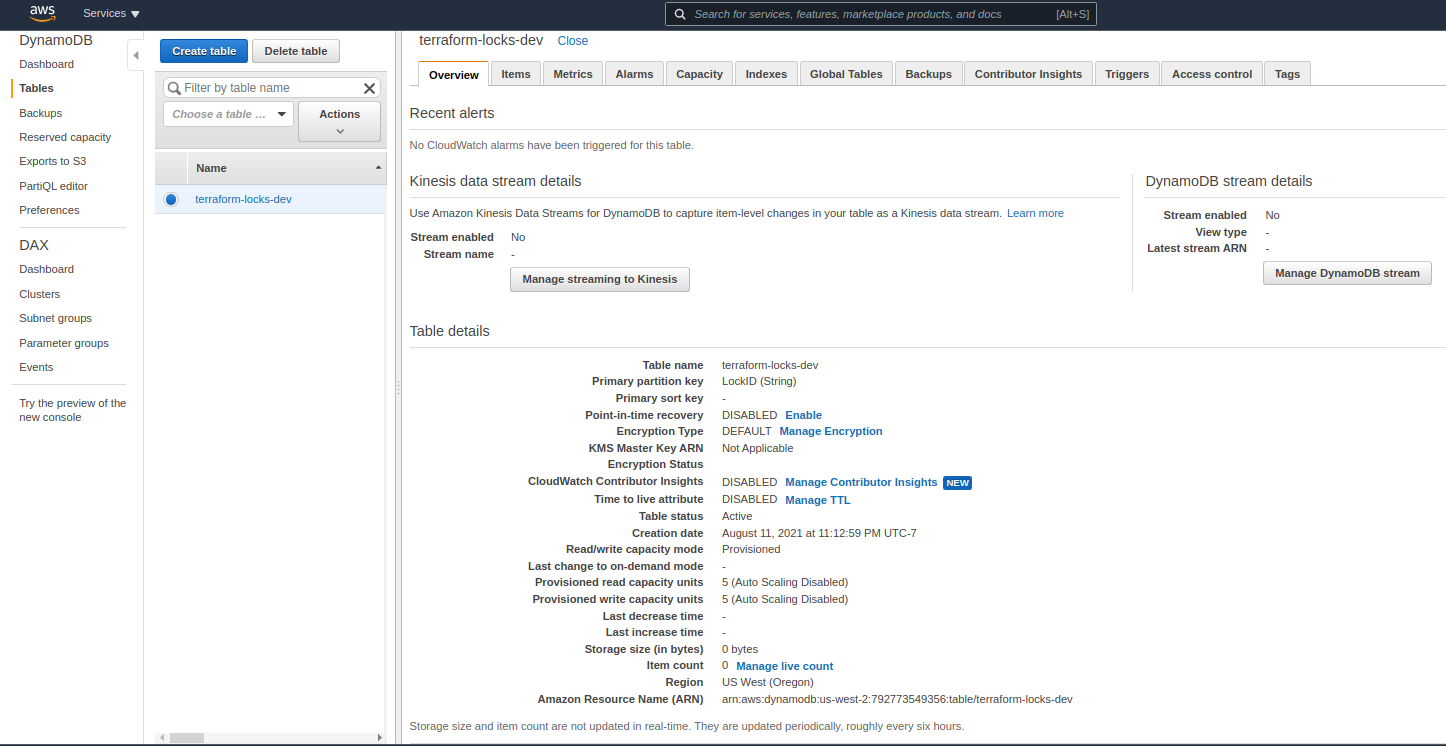 aws
Services
Search for services, features, marketplace products, and docs [Alt+S]
DynamoDB
Dashboard
Tables
Backups
Reserved capacity
Exports to S3
PartiQL editor
Preferences
DAX
Dashboard
Clusters
Subnet groups
Parameter groups
Events
Try the preview of the
new console
Create table Delete table
Filter by table name
Choose a table ... Actions
Name
terraform-locks-dev
terraform-locks-dev Close
Overview Items Metrics Alarms Capacity Indexes Global Tables Backups Contributor Insights Triggers Access control Tags
Recent alerts
No CloudWatch alarms have been triggered for this table.
Kinesis data stream details
Use Amazon Kinesis Data Streams for DynamoDB to capture item-level changes in your table as a Kinesis data stream. Learn more
Stream enabled No
Stream name -
Manage streaming to Kinesis
DynamoDB stream details
Stream enabled No
View type -
Latest stream ARN -
Manage DynamoDB stream
Table details
Table name terraform-locks-dev
Primary partition key LockID (String)
Primary sort key -
Point-in-time recovery DISABLED Enable
Encryption Type DEFAULT Manage Encryption
KMS Master Key ARN Not Applicable
Encryption Status
CloudWatch Contributor Insights DISABLED Manage Contributor Insights NEW
Time to live attribute DISABLED Manage TTL
Table status Active
Creation date August 11, 2021 at 11:12:59 PM UTC-7
Read/write capacity mode Provisioned
Last change to on-demand mode -
Provisioned read capacity units 5 (Auto Scaling Disabled)
Provisioned write capacity units 5 (Auto Scaling Disabled)
Last decrease time -
Last increase time -
Storage size (in bytes) 0 bytes
Item count 0 Manage live count
Region US West (Oregon)
Amazon Resource Name (ARN) arn:aws:dynamodb:us-west-2:792773549356:table/terraform-locks-dev
Storage size and item count are not updated in real-time. They are updated periodically, roughly every six hours.